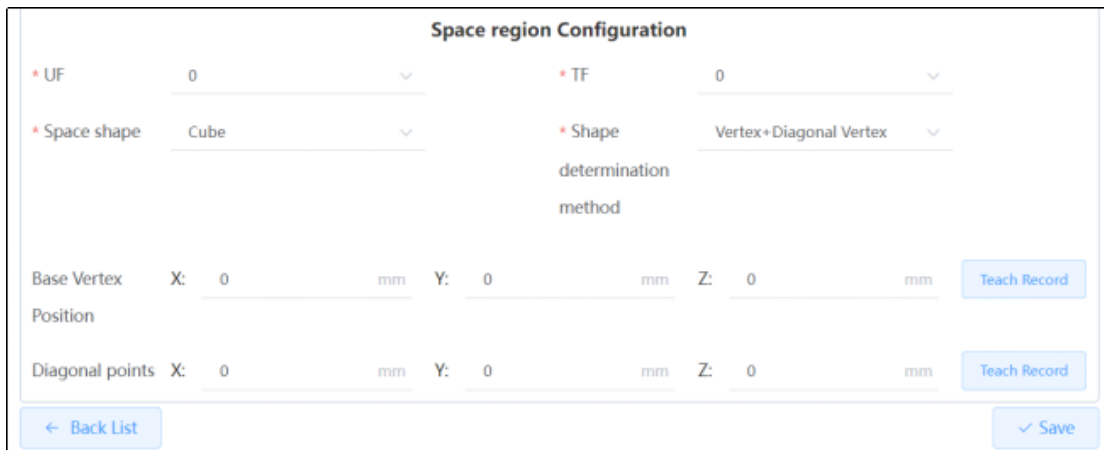 Space region Configuration
* UF 0 * TF 0
* Space shape Cube * Shape Vertex+Diagonal Vertex
determination
method
Base Vertex X: 0 mm Y: 0 mm Z: 0 mm Teach Record
Position
Diagonal points X: 0 mm Y: 0 mm Z: 0 mm Teach Record
← Back List ✓ Save